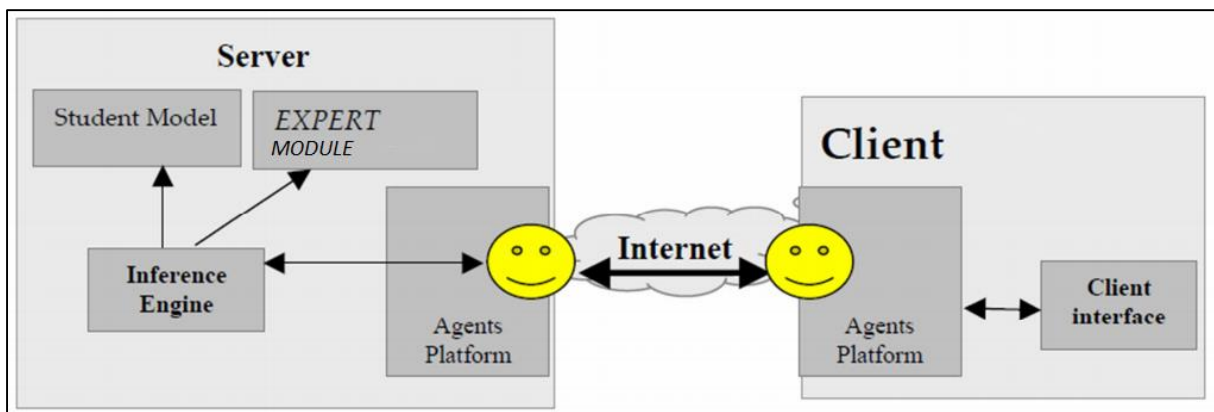 Server
Student Model
EXPERT
MODULE
Inference
Engine
Agents
Platform
Internet
Client
Agents
Platform
Client
interface